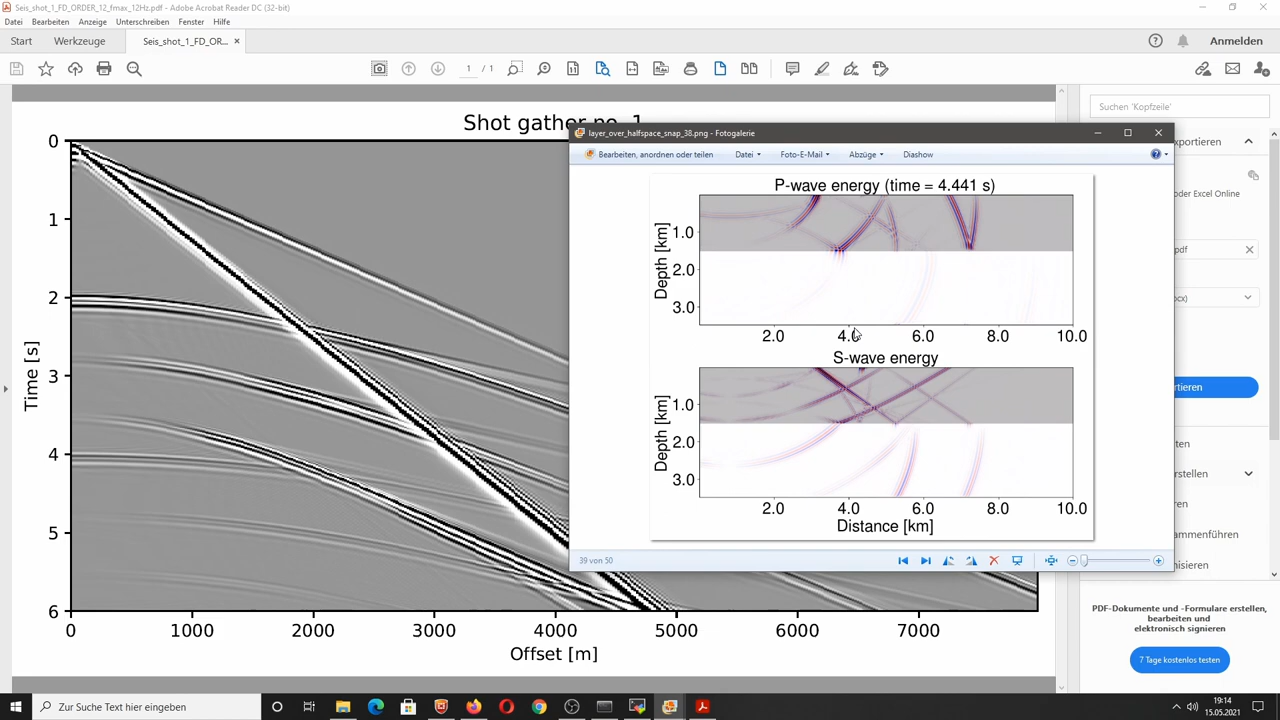 Seis_shot_1_FD_ORDER_12_fmax_12Hz.pdf - Adobe Acrobat Reader DC (32-bit)
Datei Bearbeiten Anzeige Unterschreiben Fenster Hilfe
Start Werkzeuge Seis_shot_1_FD_OR... × Anmelden
1 / 1
Suchen 'Kopfzeile'
xportieren
oder Excel Online
pdf
ocx)
rtieren
ten
rstellen
ren
ammenführen
nisieren
PDF-Dokumente und -Formulare erstellen,
bearbeiten und
elektronisch signieren
7 Tage kostenlos testen
Shot gather no. 1
0
1
2
3
4
5
6
Time [s]
0 1000 2000 3000 4000 5000 6000 7000
Offset [m]
layer_over_halfspace_snap_38.png - Fotogalerie
Bearbeiten, anordnen oder teilen Datei Foto-E-Mail Abzüge Diashow
P-wave energy (time = 4.441 s)
1.0
2.0
3.0
Depth [km]
2.0 4.0 6.0 8.0 10.0
S-wave energy
1.0
2.0
3.0
Depth [km]
2.0 4.0 6.0 8.0 10.0
Distance [km]
39 von 50
Zur Suche Text hier eingeben
19:14
15.05.2021